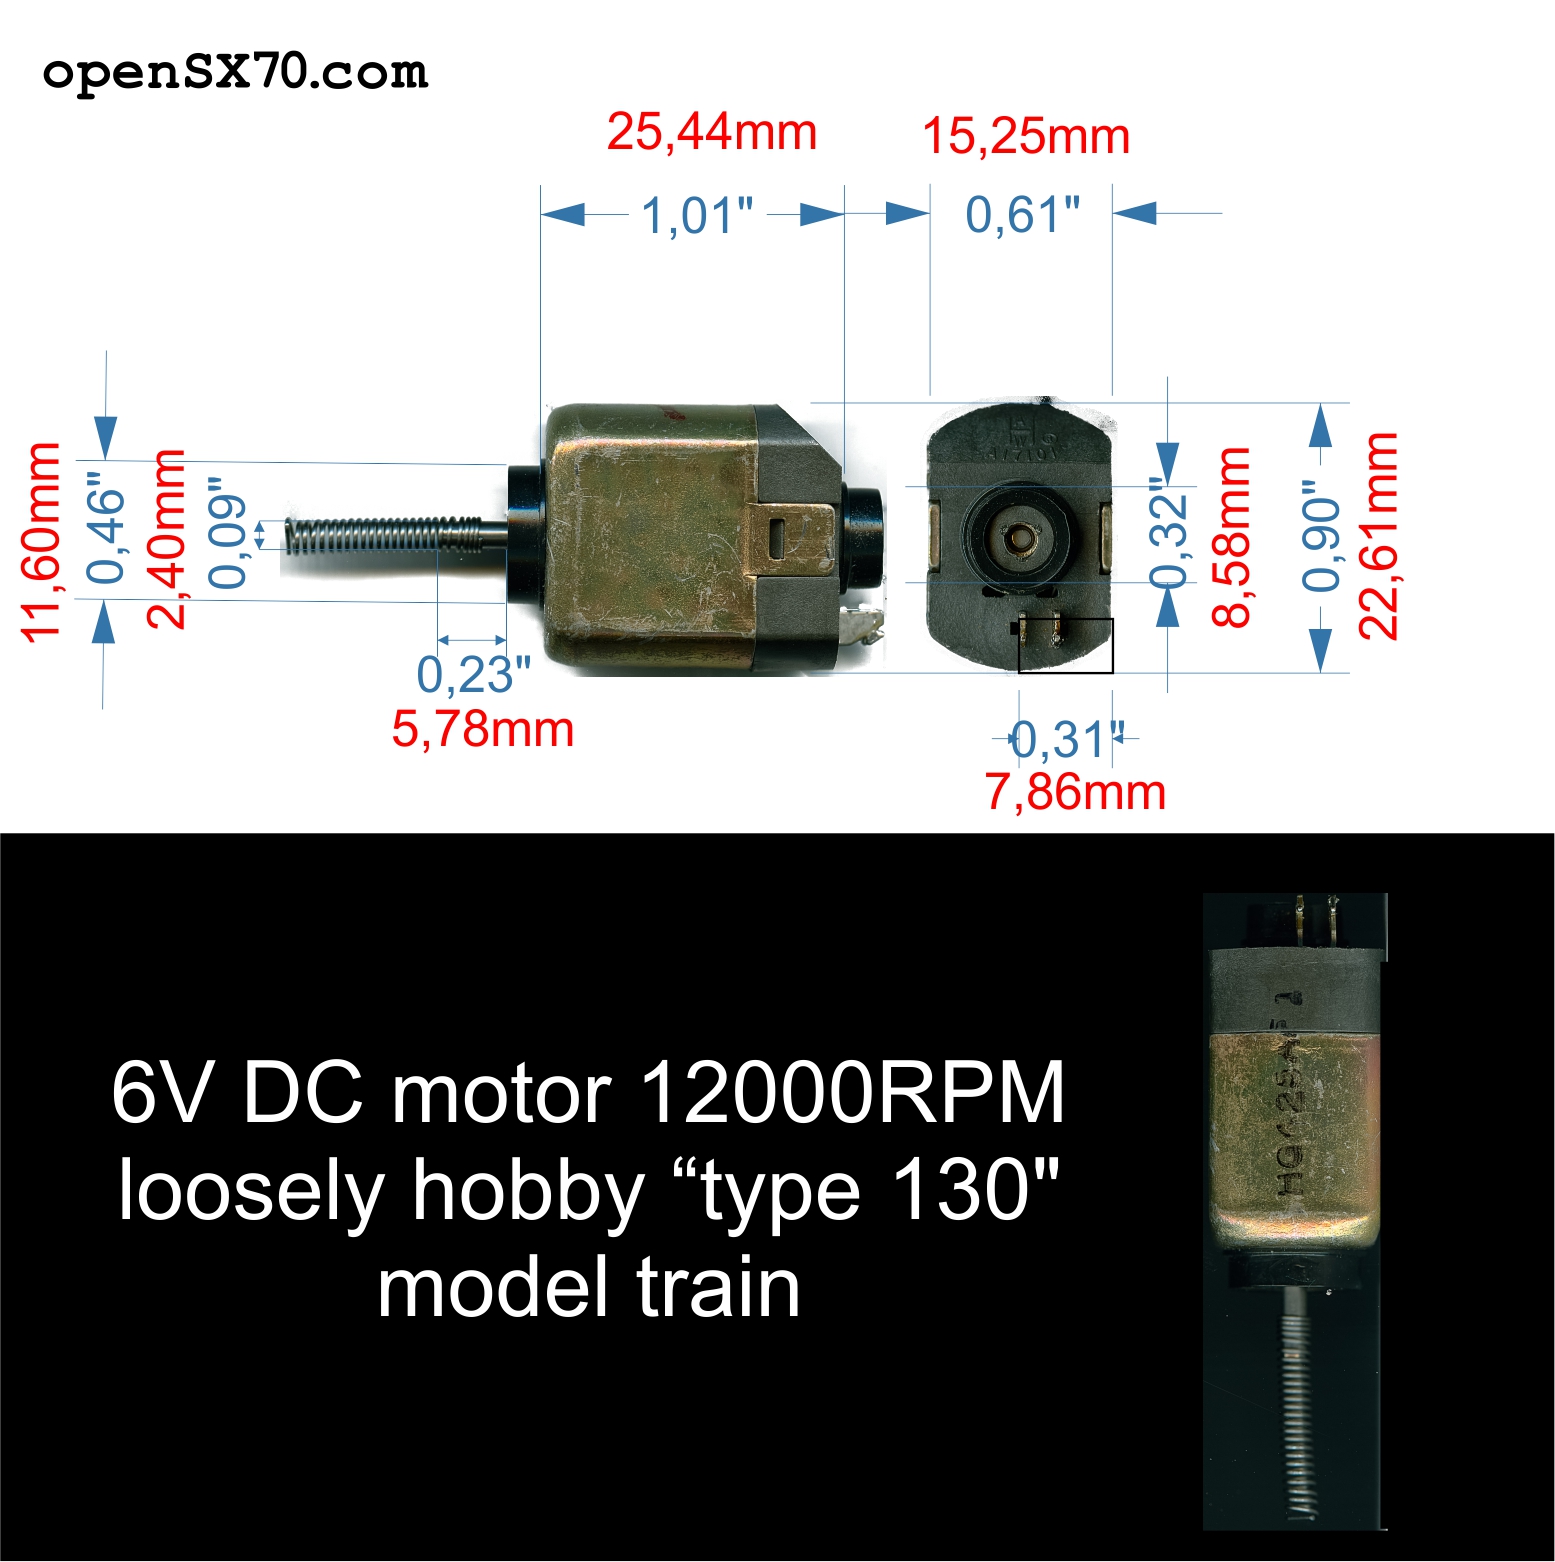 openSX70.com
25,44mm
15,25mm
1,01"
0,61"
11,60mm
0,46"
2,40mm
0,09"
0,32"
8,58mm
0,90"
22,61mm
0,23"
5,78mm
0,31"
7,86mm
6V DC motor 12000RPM
loosely hobby “type 130"
model train